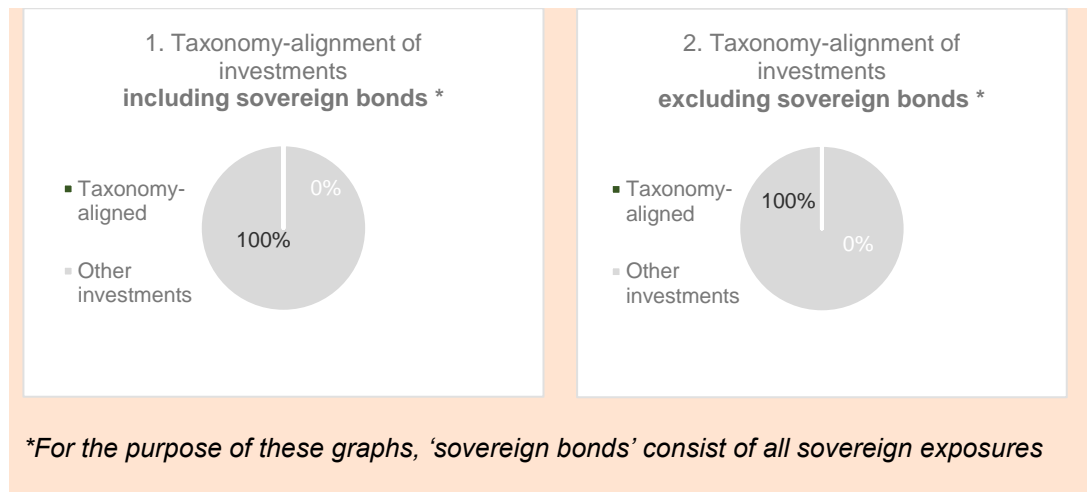 1. Taxonomy-alignment of
investments
including sovereign bonds *
Taxonomy-
aligned
Other
investments
0%
100%
2. Taxonomy-alignment of
investments
excluding sovereign bonds *
Taxonomy-
aligned
Other
investments
100%
0%
*For the purpose of these graphs, ‘sovereign bonds’ consist of all sovereign exposures